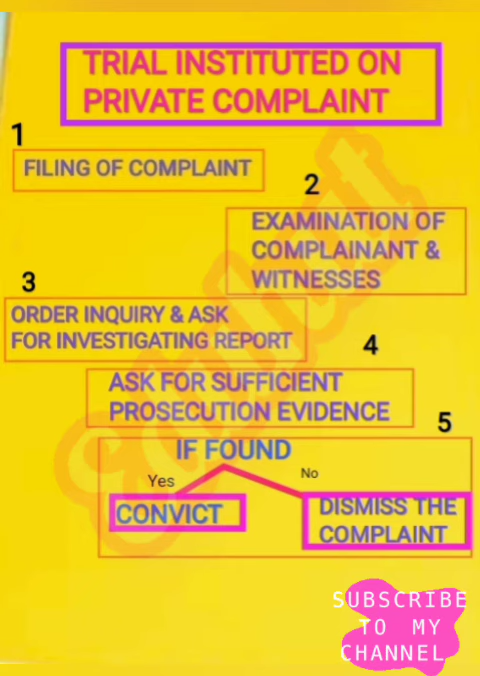 TRIAL INSTITUTED ON
PRIVATE COMPLAINT
1
FILING OF COMPLAINT
2
EXAMINATION OF
COMPLAINANT &
WITNESSES
3
ORDER INQUIRY & ASK
FOR INVESTIGATING REPORT
4
ASK FOR SUFFICIENT
PROSECUTION EVIDENCE
5
IF FOUND
Yes
No
CONVICT
DISMISS THE
COMPLAINT
SUBSCRIBE
TO MY
CHANNEL